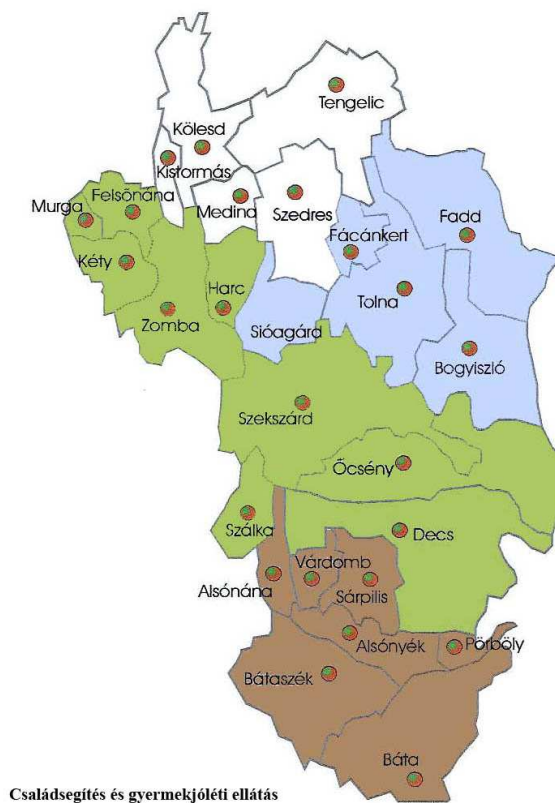 Tengelic
Kölesd
Kistormás
Felsőnána
Medina
Szedres
Murga
Fadd
Fácánkert
Kéty
Harc
Tolna
Zomba
Sióagárd
Bogyiszló
Szekszárd
Őcsény
Szálka
Decs
Várdomb
Alsónána
Sárpilis
Alsónyék
Pörböly
Bátaszék
Báta
Családsegítés és gyermekjóléti ellátás